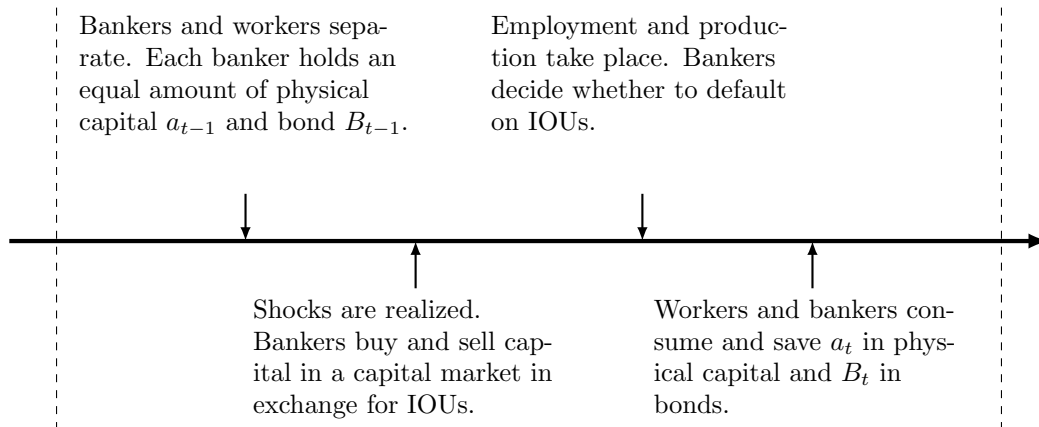 Bankers and workers sepa-
rate. Each banker holds an
equal amount of physical
capital a_{t−1} and bond B_{t−1}.
Employment and produc-
tion take place. Bankers
decide whether to default
on IOUs.
Shocks are realized.
Bankers buy and sell cap-
ital in a capital market in
exchange for IOUs.
Workers and bankers con-
sume and save a_t in phys-
ical capital and B_t in
bonds.